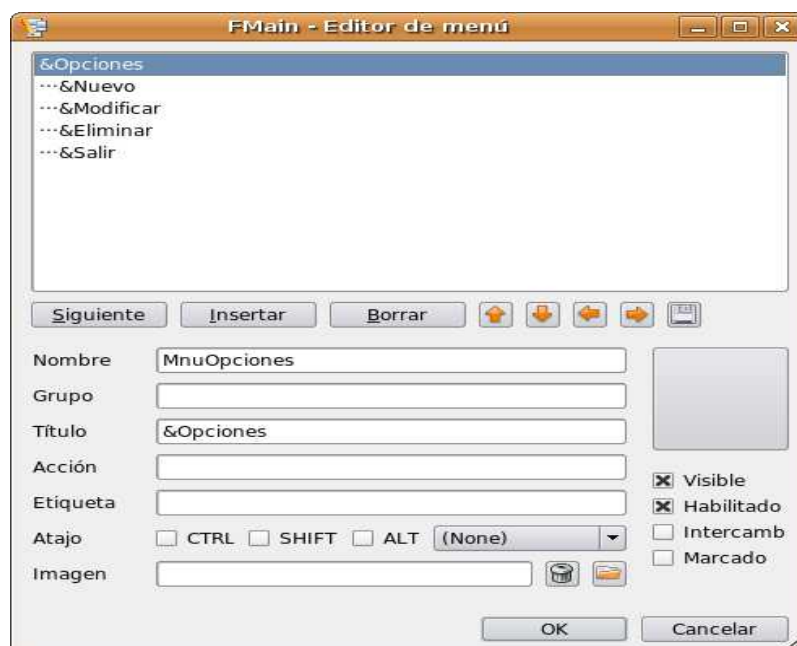 FMain - Editor de menú
&Opciones
···&Nuevo
···&Modificar
···&Eliminar
···&Salir
Siguiente Insertar Borrar
Nombre MnuOpciones
Grupo
Título &Opciones
Acción
Etiqueta
Visible
Habilitado
Atajo CTRL SHIFT ALT (None)
Intercamb
Marcado
Imagen
OK Cancelar